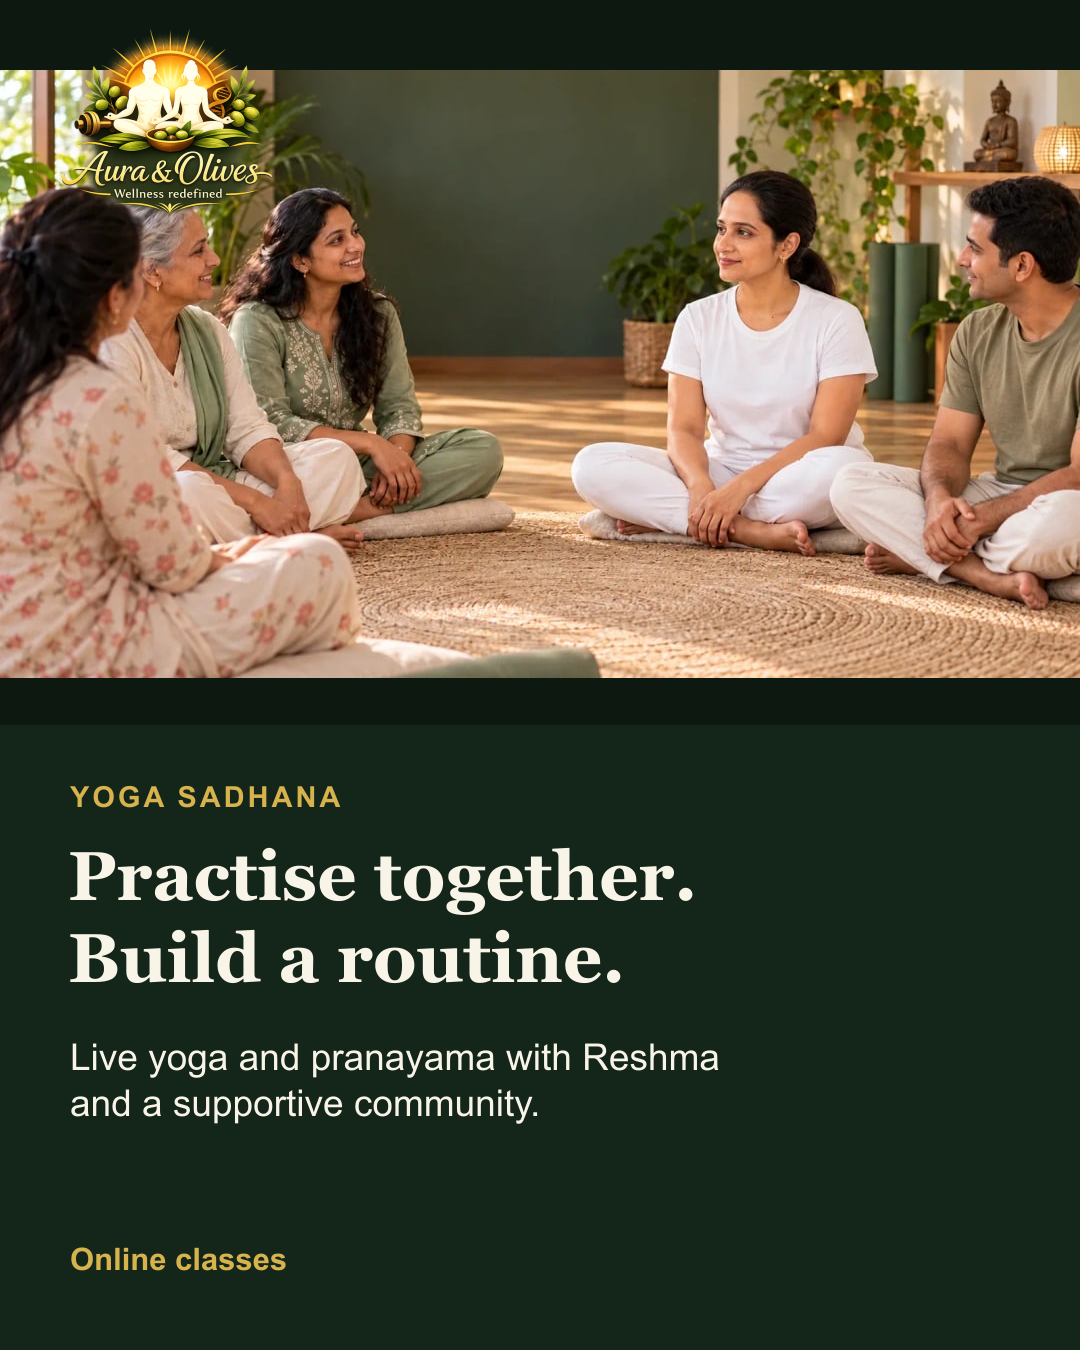 Aura & Olives
Wellness redefined
YOGA SADHANA
Practise together.
Build a routine.
Live yoga and pranayama with Reshma
and a supportive community.
Online classes